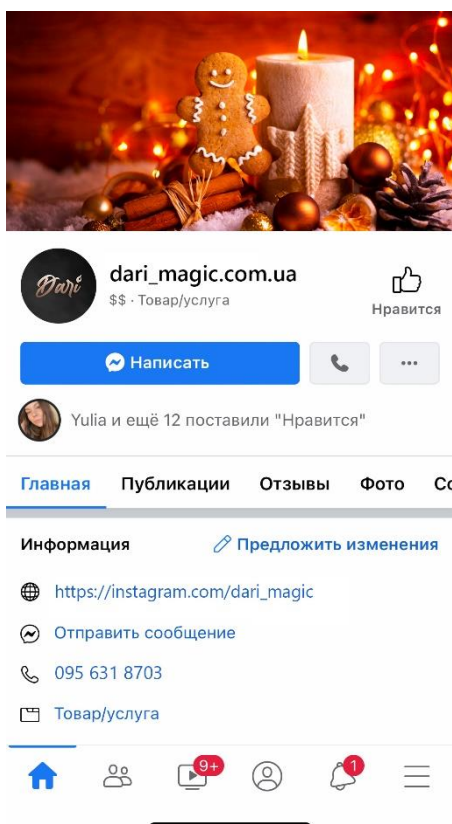 Dari
dari_magic.com.ua
$$ · Товар/услуга
Нравится
Написать
Yulia и ещё 12 поставили "Нравится"
Главная Публикации Отзывы Фото Со
Информация Предложить изменения
https://instagram.com/dari_magic
Отправить сообщение
095 631 8703
Товар/услуга
9+ 1